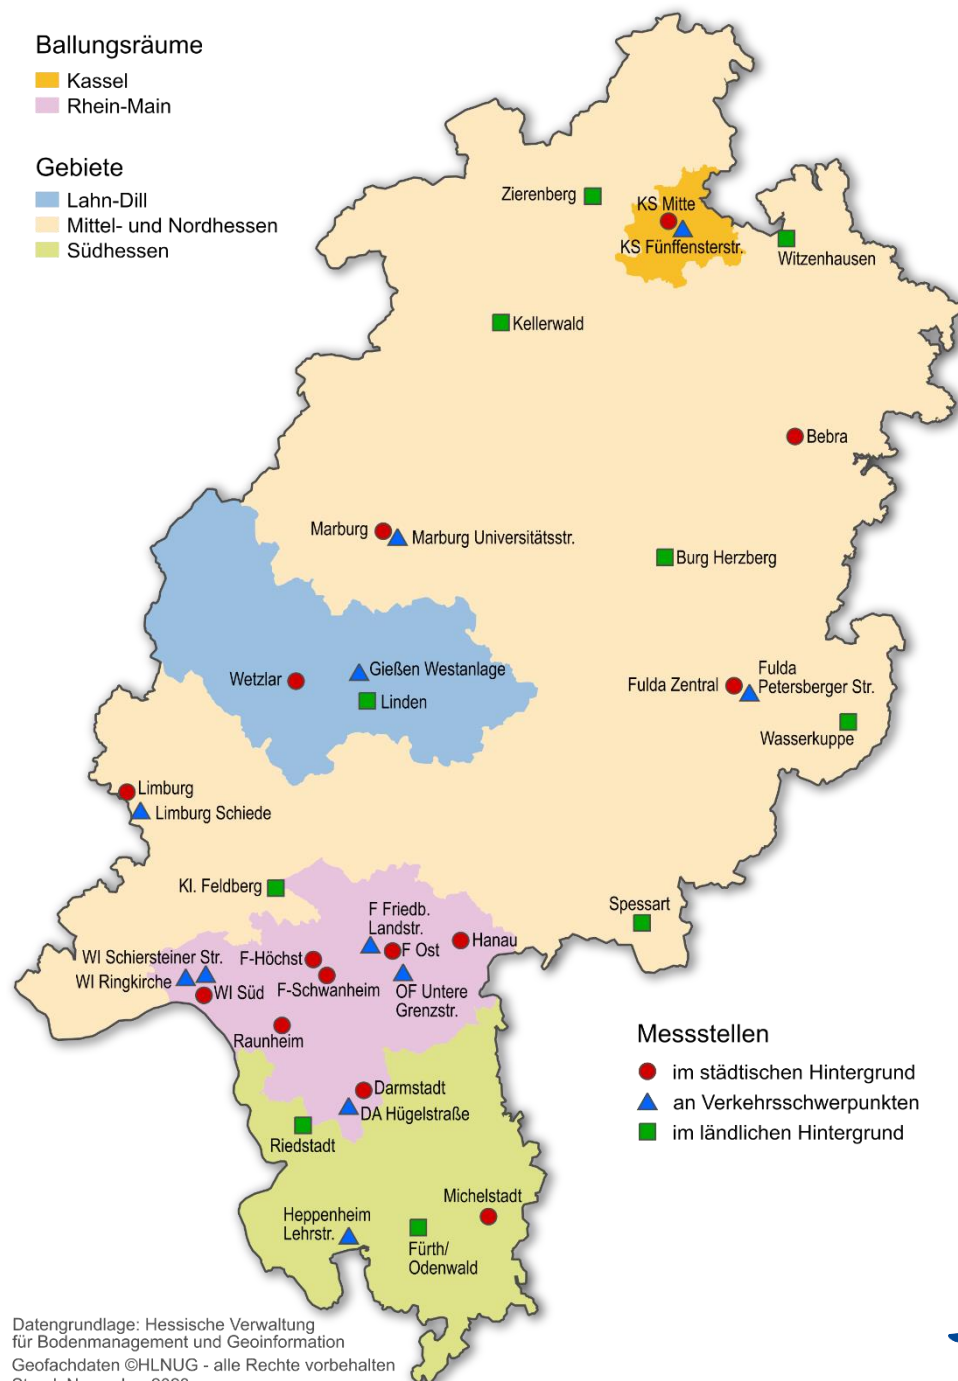 Ballungsräume
Kassel
Rhein-Main
Gebiete
Lahn-Dill
Mittel- und Nordhessen
Südhessen
Zierenberg
KS Mitte
KS Fünffensterstr.
Witzenhausen
Kellerwald
Bebra
Marburg
Marburg Universitätsstr.
Burg Herzberg
Wetzlar
Gießen Westanlage
Linden
Fulda Zentral
Fulda
Petersberger Str.
Wasserkuppe
Limburg
Limburg Schiede
Kl. Feldberg
Spessart
F Friedb.
Landstr.
Hanau
F Ost
WI Schiersteiner Str.
F-Höchst
WI Ringkirche
WI Süd
F-Schwanheim
OF Untere
Grenzstr.
Raunheim
Darmstadt
DA Hügelstraße
Riedstadt
Messstellen
im städtischen Hintergrund
an Verkehrsschwerpunkten
im ländlichen Hintergrund
Michelstadt
Heppenheim
Lehrstr.
Fürth/
Odenwald
Datengrundlage: Hessische Verwaltung
für Bodenmanagement und Geoinformation
Geofachdaten ©HLNUG - alle Rechte vorbehalten